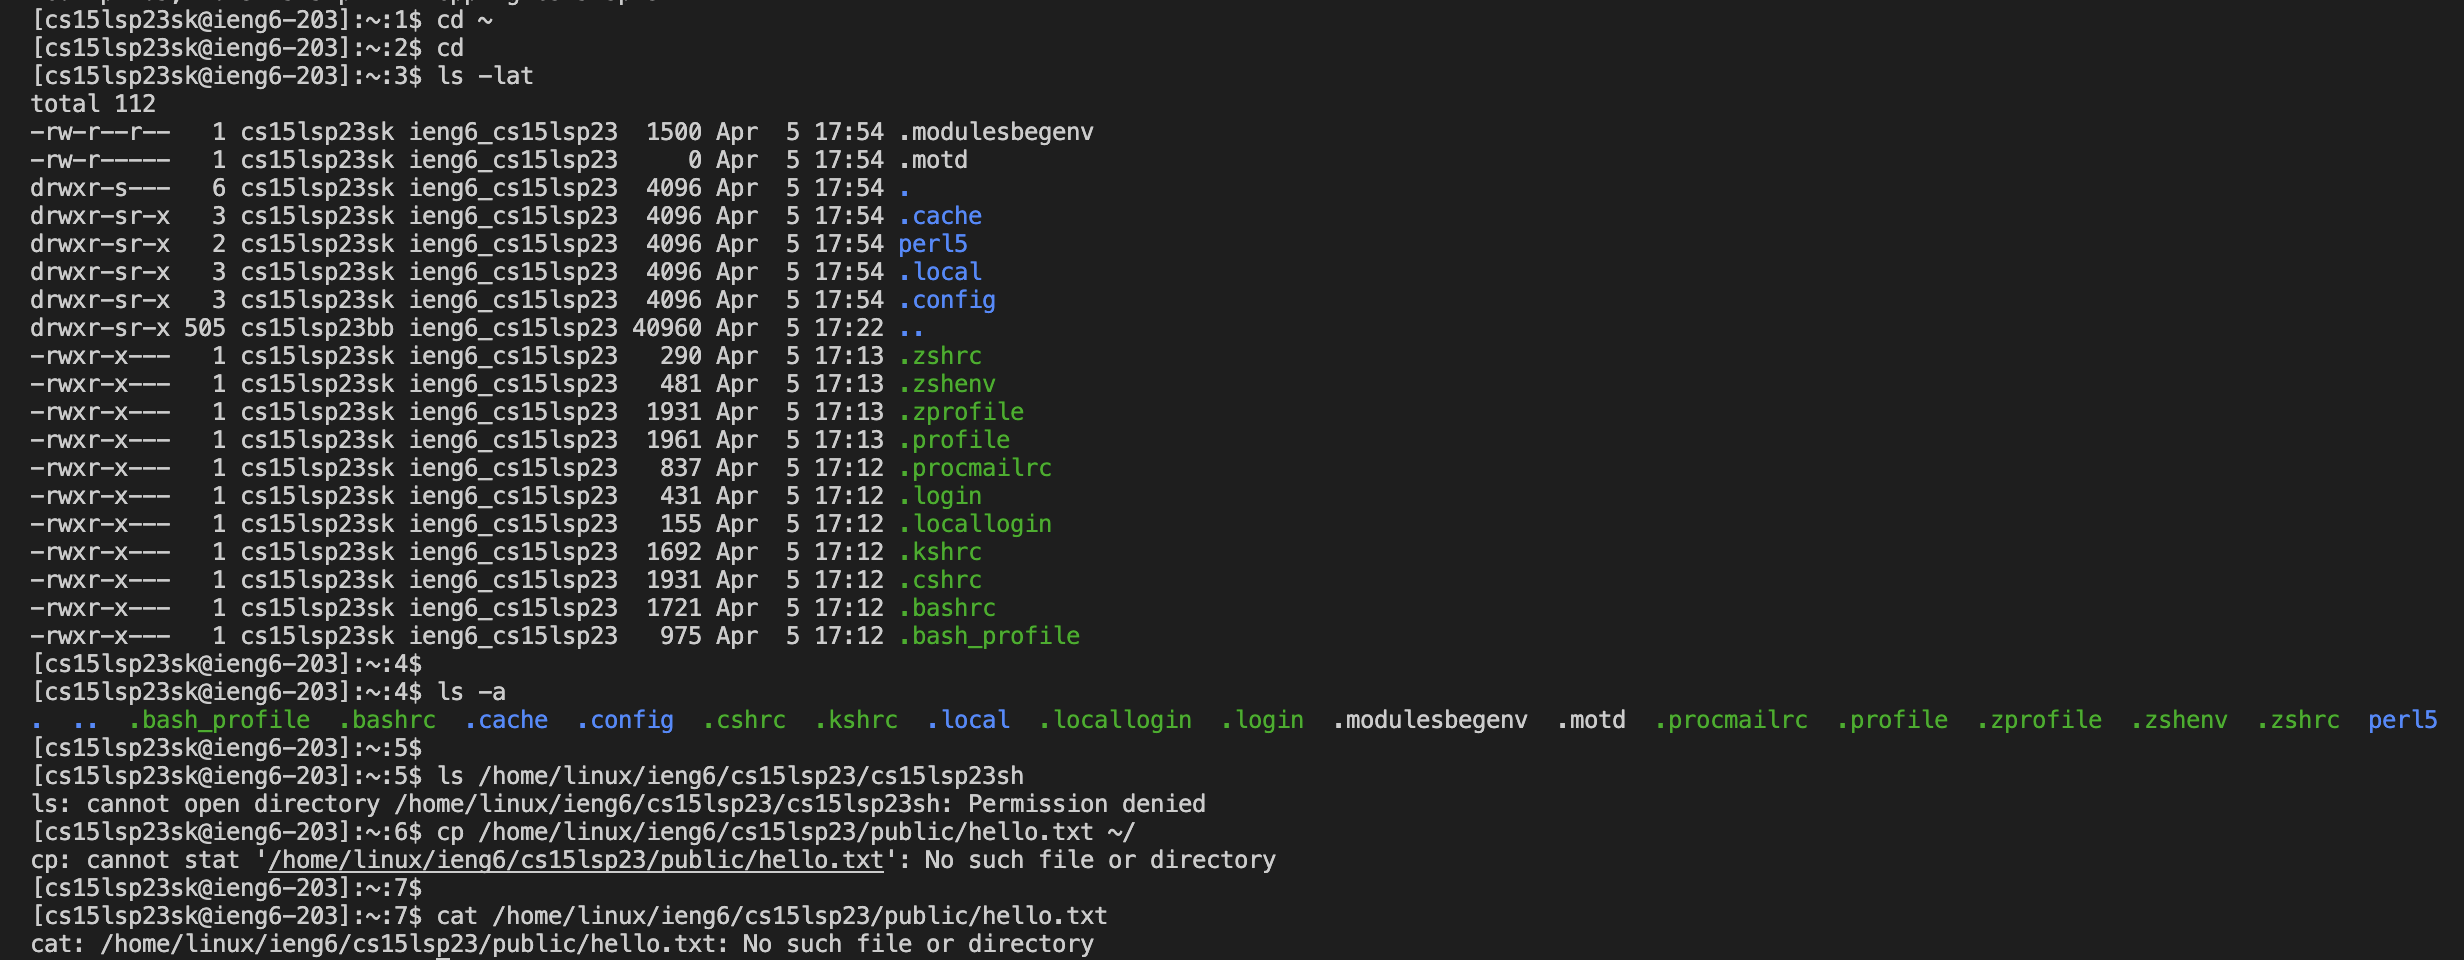 [cs15lsp23sk@ieng6-203]:~:1$ cd ~
[cs15lsp23sk@ieng6-203]:~:2$ cd
[cs15lsp23sk@ieng6-203]:~:3$ ls -lat
total 112
-rw-r--r--   1 cs15lsp23sk ieng6_cs15lsp23  1500 Apr  5 17:54 .modulesbegenv
-rw-r-----   1 cs15lsp23sk ieng6_cs15lsp23     0 Apr  5 17:54 .motd
drwxr-s---   6 cs15lsp23sk ieng6_cs15lsp23  4096 Apr  5 17:54 .
drwxr-sr-x   3 cs15lsp23sk ieng6_cs15lsp23  4096 Apr  5 17:54 .cache
drwxr-sr-x   2 cs15lsp23sk ieng6_cs15lsp23  4096 Apr  5 17:54 perl5
drwxr-sr-x   3 cs15lsp23sk ieng6_cs15lsp23  4096 Apr  5 17:54 .local
drwxr-sr-x   3 cs15lsp23sk ieng6_cs15lsp23  4096 Apr  5 17:54 .config
drwxr-sr-x 505 cs15lsp23bb ieng6_cs15lsp23 40960 Apr  5 17:22 ..
-rwxr-x---   1 cs15lsp23sk ieng6_cs15lsp23   290 Apr  5 17:13 .zshrc
-rwxr-x---   1 cs15lsp23sk ieng6_cs15lsp23   481 Apr  5 17:13 .zshenv
-rwxr-x---   1 cs15lsp23sk ieng6_cs15lsp23  1931 Apr  5 17:13 .zprofile
-rwxr-x---   1 cs15lsp23sk ieng6_cs15lsp23  1961 Apr  5 17:13 .profile
-rwxr-x---   1 cs15lsp23sk ieng6_cs15lsp23   837 Apr  5 17:12 .procmailrc
-rwxr-x---   1 cs15lsp23sk ieng6_cs15lsp23   431 Apr  5 17:12 .login
-rwxr-x---   1 cs15lsp23sk ieng6_cs15lsp23   155 Apr  5 17:12 .locallogin
-rwxr-x---   1 cs15lsp23sk ieng6_cs15lsp23  1692 Apr  5 17:12 .kshrc
-rwxr-x---   1 cs15lsp23sk ieng6_cs15lsp23  1931 Apr  5 17:12 .cshrc
-rwxr-x---   1 cs15lsp23sk ieng6_cs15lsp23  1721 Apr  5 17:12 .bashrc
-rwxr-x---   1 cs15lsp23sk ieng6_cs15lsp23   975 Apr  5 17:12 .bash_profile
[cs15lsp23sk@ieng6-203]:~:4$
[cs15lsp23sk@ieng6-203]:~:4$ ls -a
.  ..  .bash_profile  .bashrc  .cache  .config  .cshrc  .kshrc  .local  .locallogin  .login  .modulesbegenv  .motd  .procmailrc  .profile  .zprofile  .zshenv  .zshrc  perl5
[cs15lsp23sk@ieng6-203]:~:5$
[cs15lsp23sk@ieng6-203]:~:5$ ls /home/linux/ieng6/cs15lsp23/cs15lsp23sh
ls: cannot open directory /home/linux/ieng6/cs15lsp23/cs15lsp23sh: Permission denied
[cs15lsp23sk@ieng6-203]:~:6$ cp /home/linux/ieng6/cs15lsp23/public/hello.txt ~/
cp: cannot stat '/home/linux/ieng6/cs15lsp23/public/hello.txt': No such file or directory
[cs15lsp23sk@ieng6-203]:~:7$
[cs15lsp23sk@ieng6-203]:~:7$ cat /home/linux/ieng6/cs15lsp23/public/hello.txt
cat: /home/linux/ieng6/cs15lsp23/public/hello.txt: No such file or directory